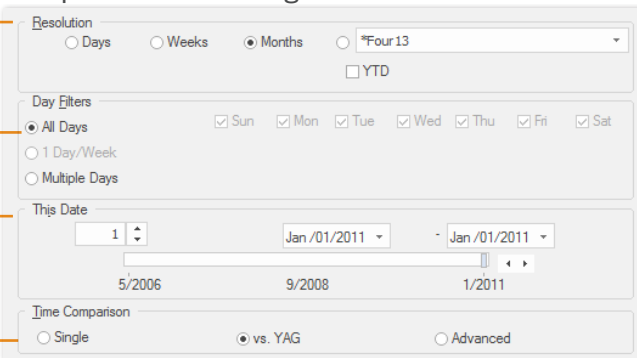 Resolution
Days Weeks Months *Four13
YTD
Day Filters
All Days Sun Mon Tue Wed Thu Fri Sat
1 Day/Week
Multiple Days
This Date
1 Jan /01/2011 - Jan /01/2011
5/2006 9/2008 1/2011
Time Comparison
Single vs. YAG Advanced